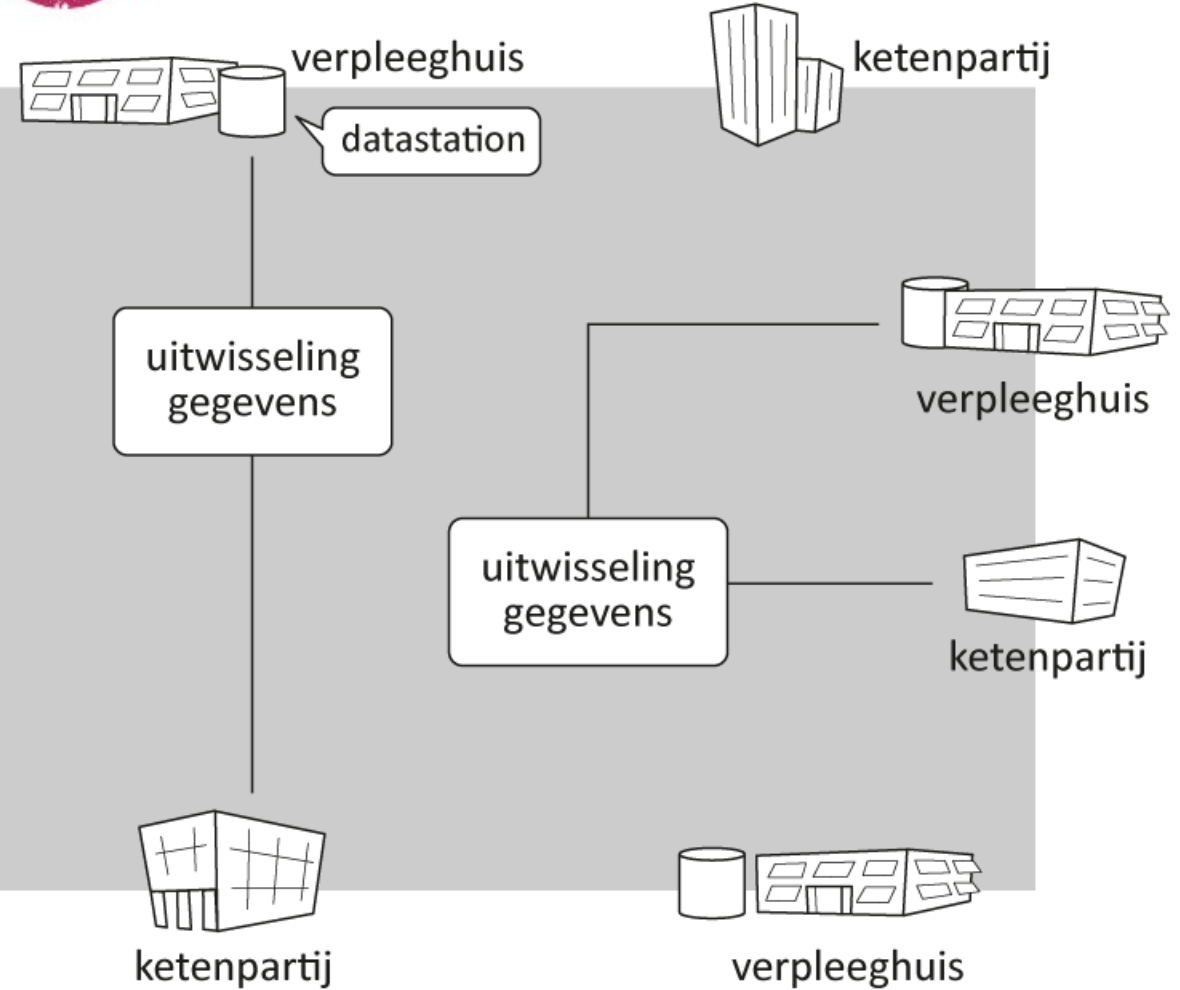 verpleeghuis
ketenpartij
datastation
uitwisseling
gegevens
verpleeghuis
uitwisseling
gegevens
ketenpartij
ketenpartij
verpleeghuis